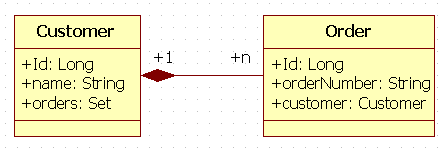 Customer
+Id: Long
+name: String
+orders: Set
+1
+n
Order
+Id: Long
+orderNumber: String
+customer: Customer